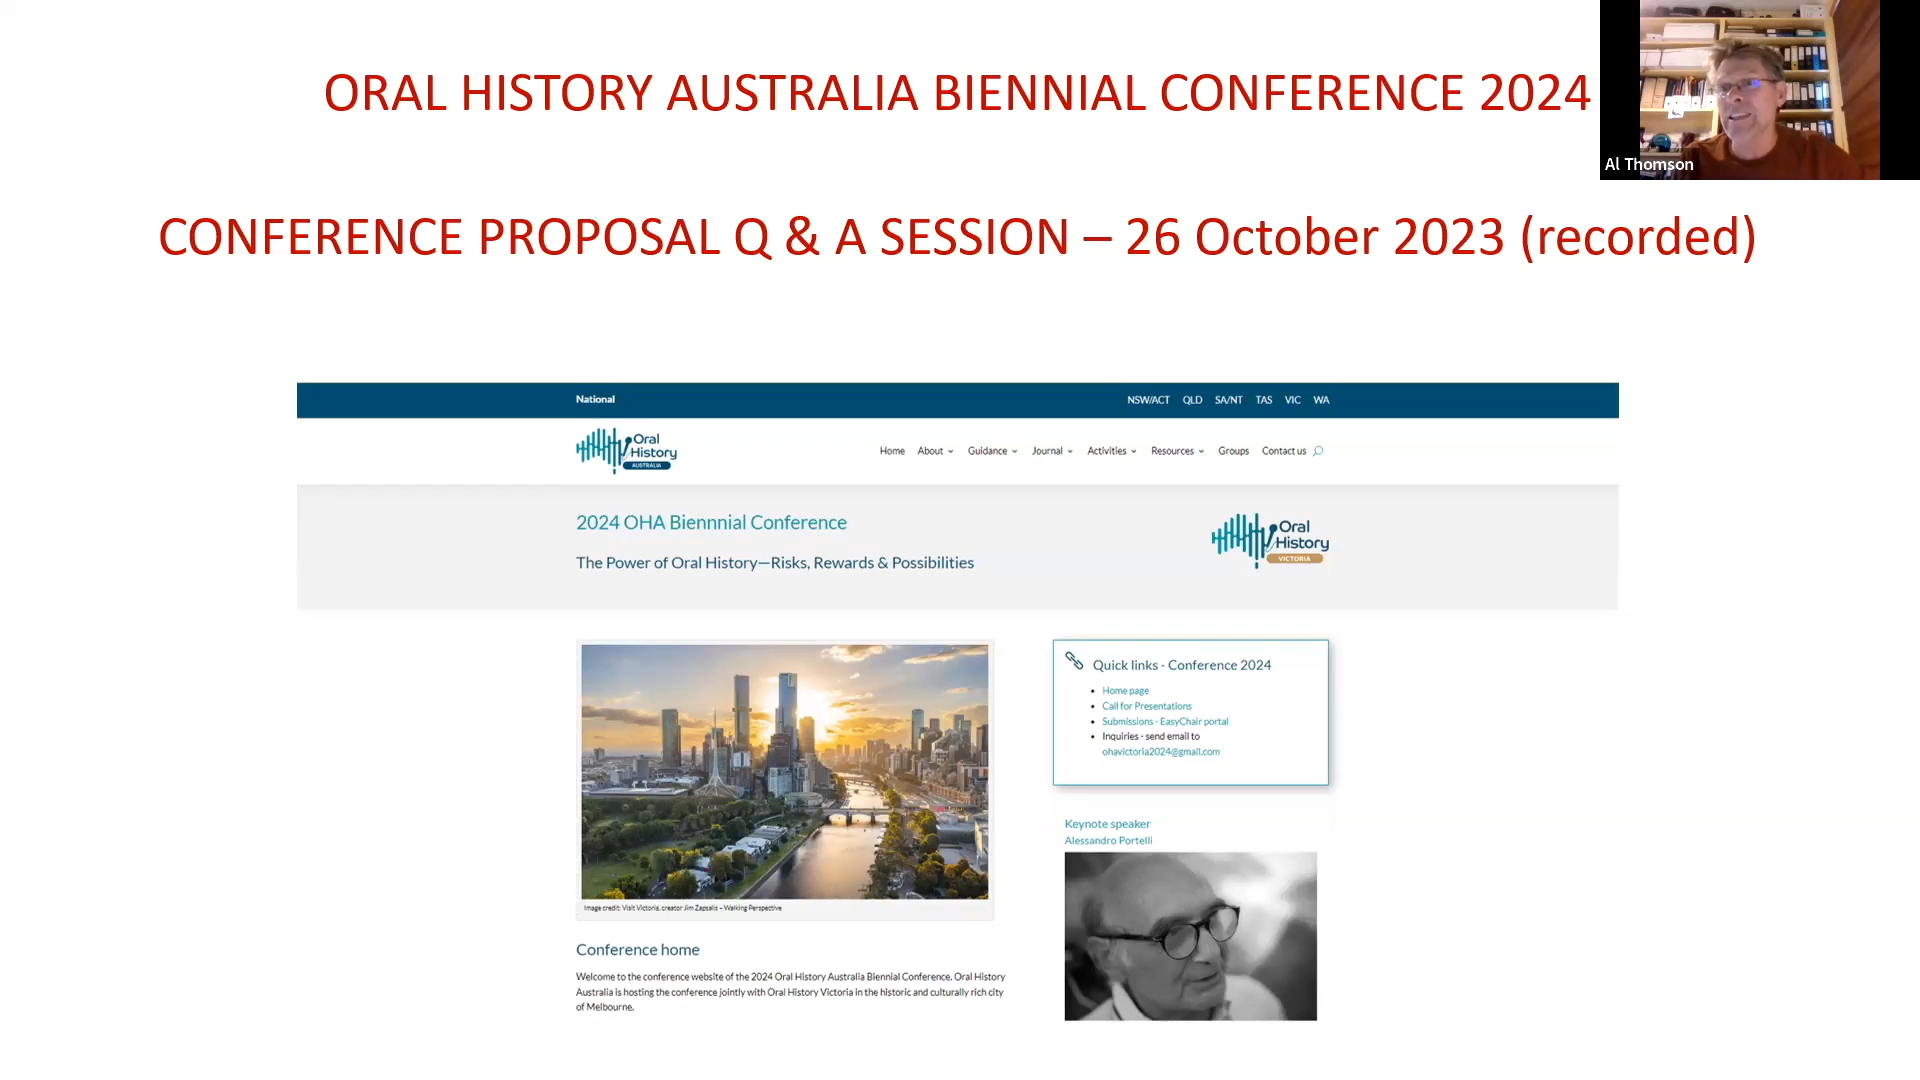 ORAL HISTORY AUSTRALIA BIENNIAL CONFERENCE 2024
Al Thomson
CONFERENCE PROPOSAL Q & A SESSION – 26 October 2023 (recorded)
National
NSW/ACT QLD SA/NT TAS VIC WA
Oral
History
AUSTRALIA
Home About Guidance Journal Activities Resources Groups Contact us
2024 OHA Biennnial Conference
The Power of Oral History—Risks, Rewards & Possibilities
Oral
History
VICTORIA
Image credit: Visit Victoria, creator Jim Zapsalis – Walking Perspective
Quick links - Conference 2024
Home page
Call for Presentations
Submissions - EasyChair portal
Inquiries - send email to
ohavictoria2024@gmail.com
Keynote speaker
Alessandro Portelli
Conference home
Welcome to the conference website of the 2024 Oral History Australia Biennial Conference. Oral History
Australia is hosting the conference jointly with Oral History Victoria in the historic and culturally rich city
of Melbourne.